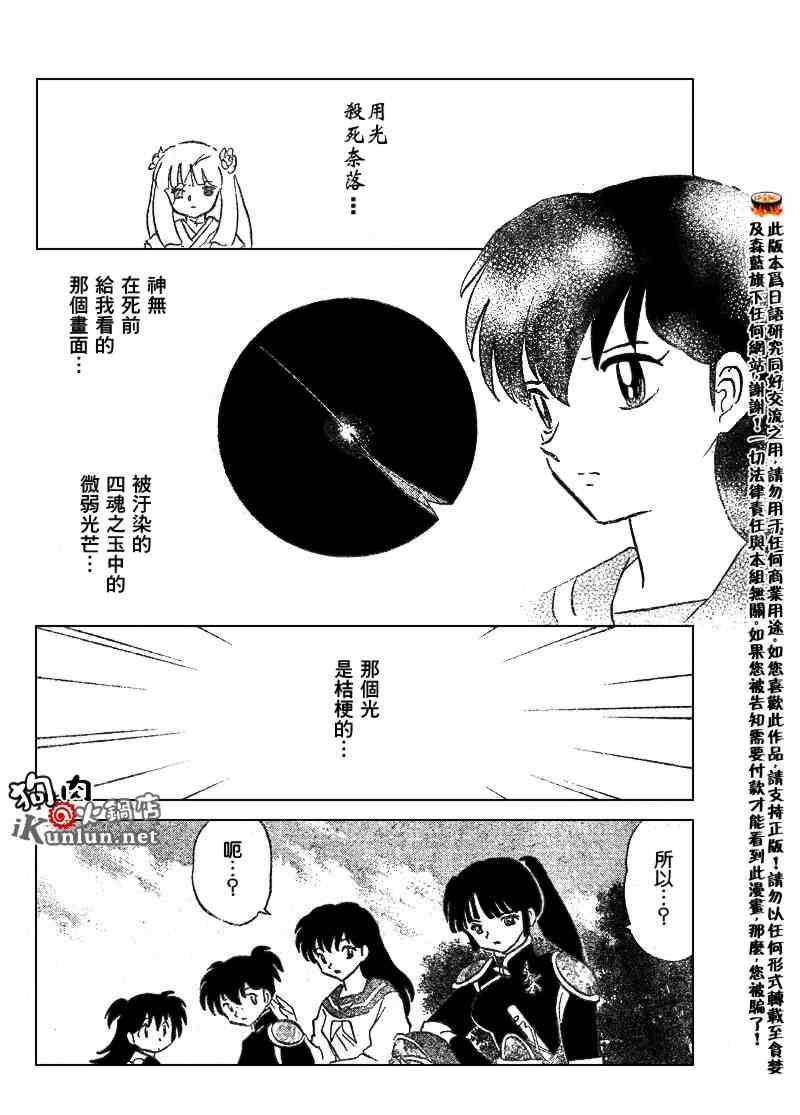 用光
殺死奈落…
神無
在死前
給我看的
那個畫面…
被汙染的
四魂之玉中的
微弱光芒…
那個光
是桔梗的…
所以…?
呃…?
狗肉
火鍋店
iKunlun.net
此版本爲日語研究同好交流之用，請勿用于任何商業用途。如您喜歡此作品，請支持正版！請勿以任何形式轉載至貪婪
及森藍旗下任何網站，謝謝！一切法律責任與本組無關。如果您被告知需要付款才能看到此漫畫，那麼，您被騙了！